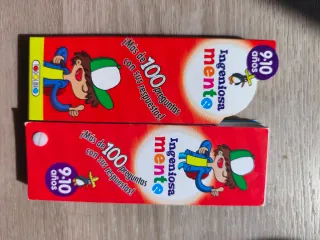 ¡Más de 100 preguntas
con sus respuestas!
Ingeniosa
mente
9·10
años
9·10
años
Ingeniosa
mente
¡Más de 100 preguntas
con sus respuestas!